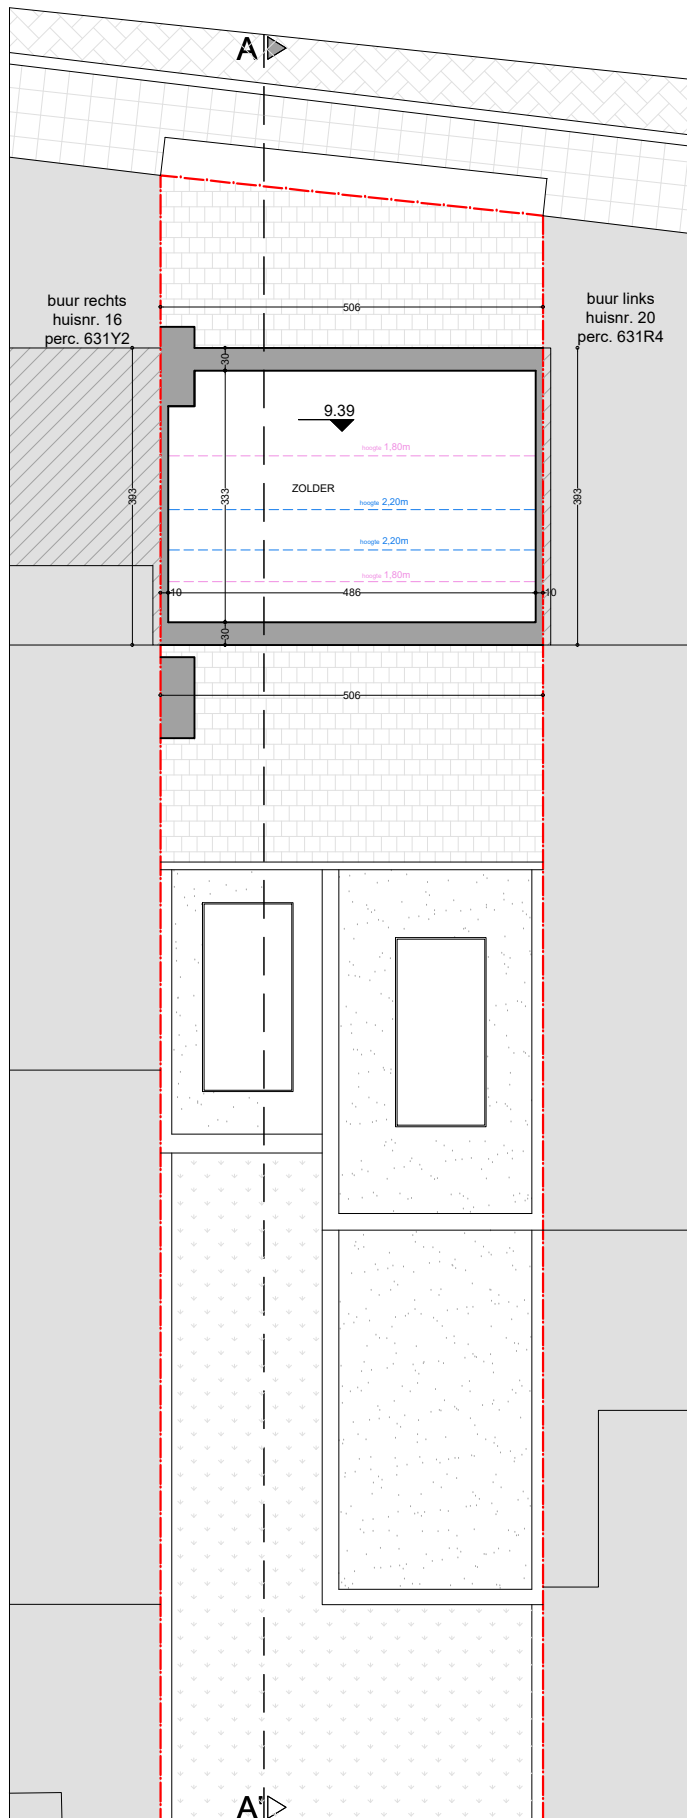 A
buur rechts
huisnr. 16
perc. 631Y2
buur links
huisnr. 20
perc. 631R4
506
30
9.39
hoogte 1,80m
ZOLDER
393
333
393
hoogte 2,20m
hoogte 2,20m
hoogte 1,80m
10
486
10
30
506
A'